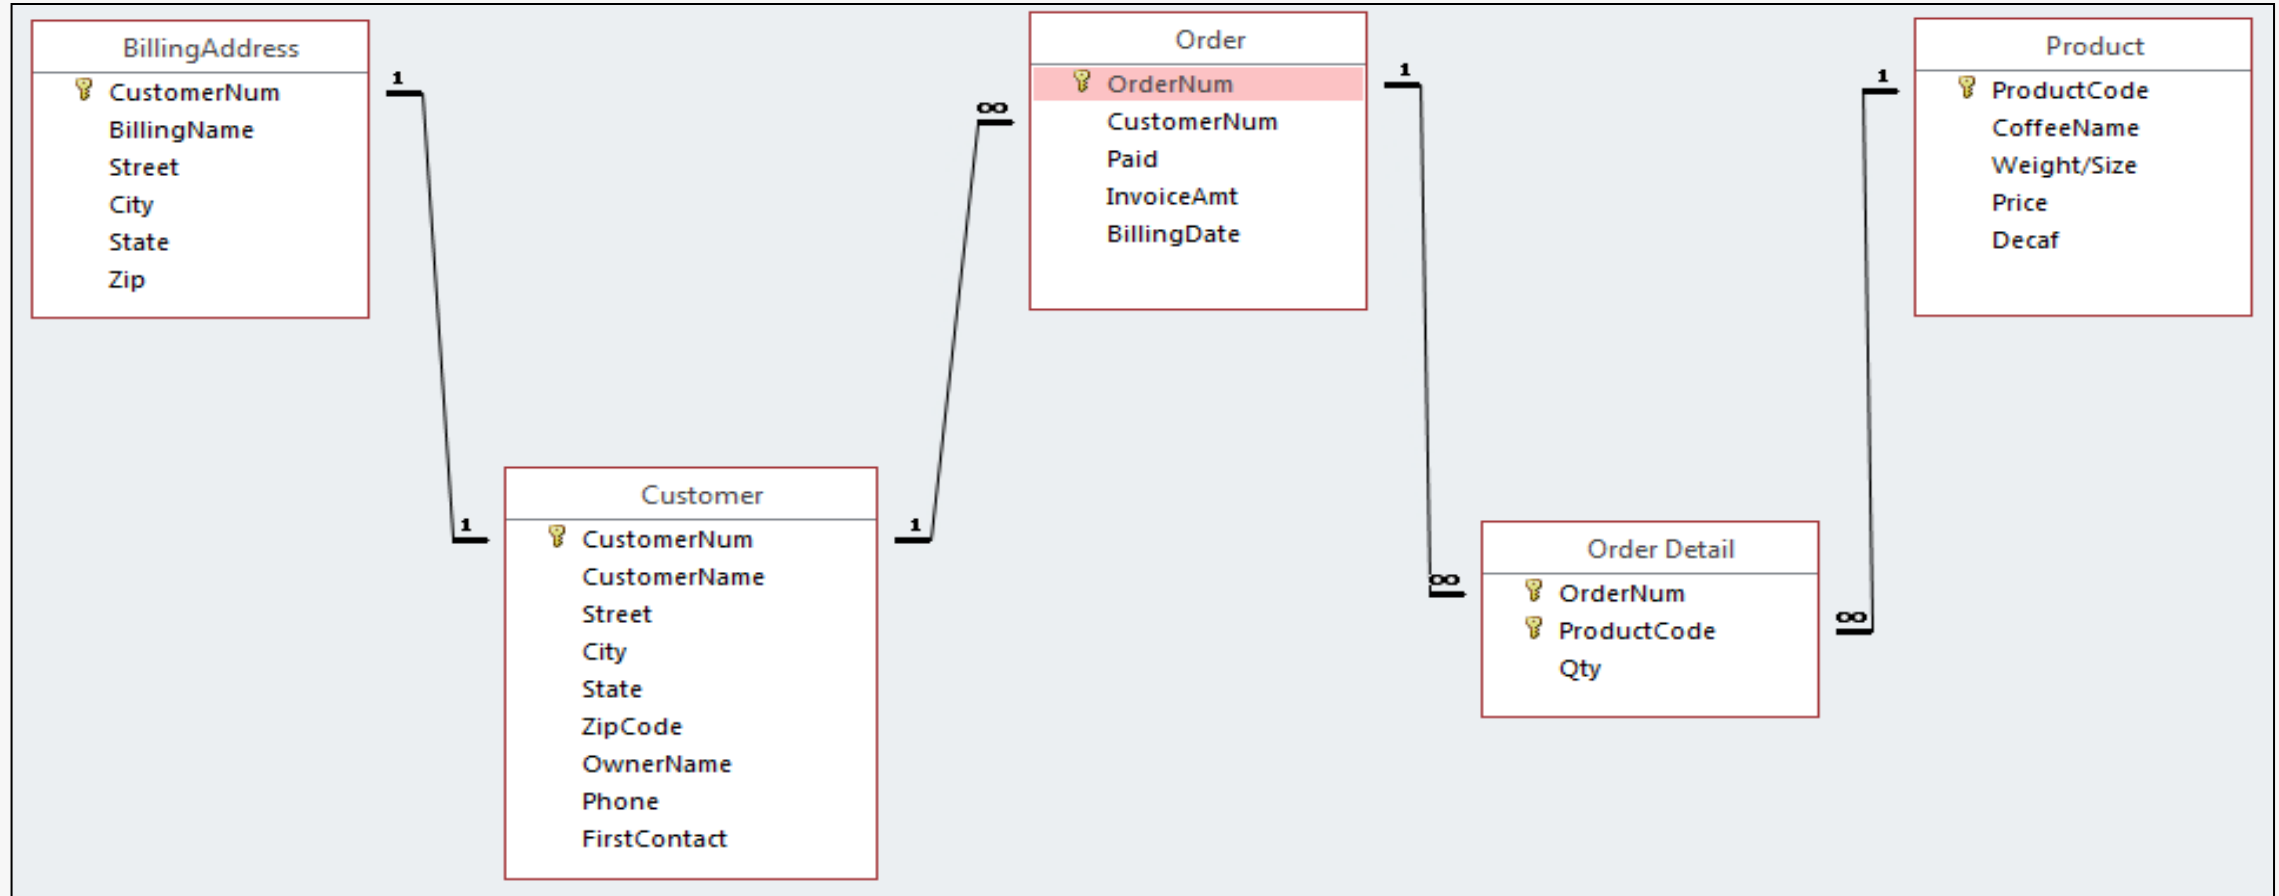 BillingAddress
CustomerNum
BillingName
Street
City
State
Zip
1
1
Customer
CustomerNum
CustomerName
Street
City
State
ZipCode
OwnerName
Phone
FirstContact
1
∞
Order
OrderNum
CustomerNum
Paid
InvoiceAmt
BillingDate
1
∞
Order Detail
OrderNum
ProductCode
Qty
∞
1
Product
ProductCode
CoffeeName
Weight/Size
Price
Decaf